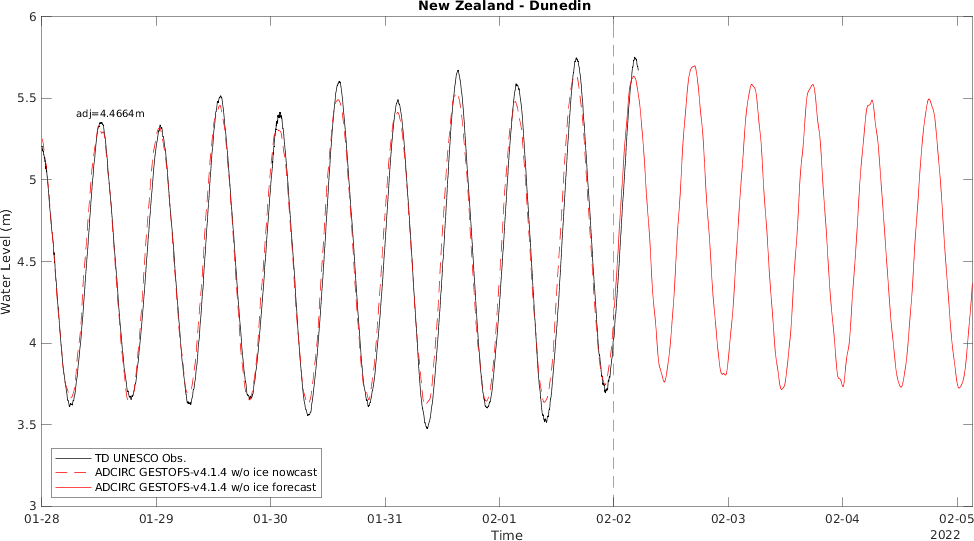 New Zealand - Dunedin
6
5.5
5
4.5
4
3.5
3
Water Level (m)
adj=4.4664m
TD UNESCO Obs.
ADCIRC GESTOFS-v4.1.4 w/o ice nowcast
ADCIRC GESTOFS-v4.1.4 w/o ice forecast
01-28 01-29 01-30 01-31 02-01 02-02 02-03 02-04 02-05
Time
2022